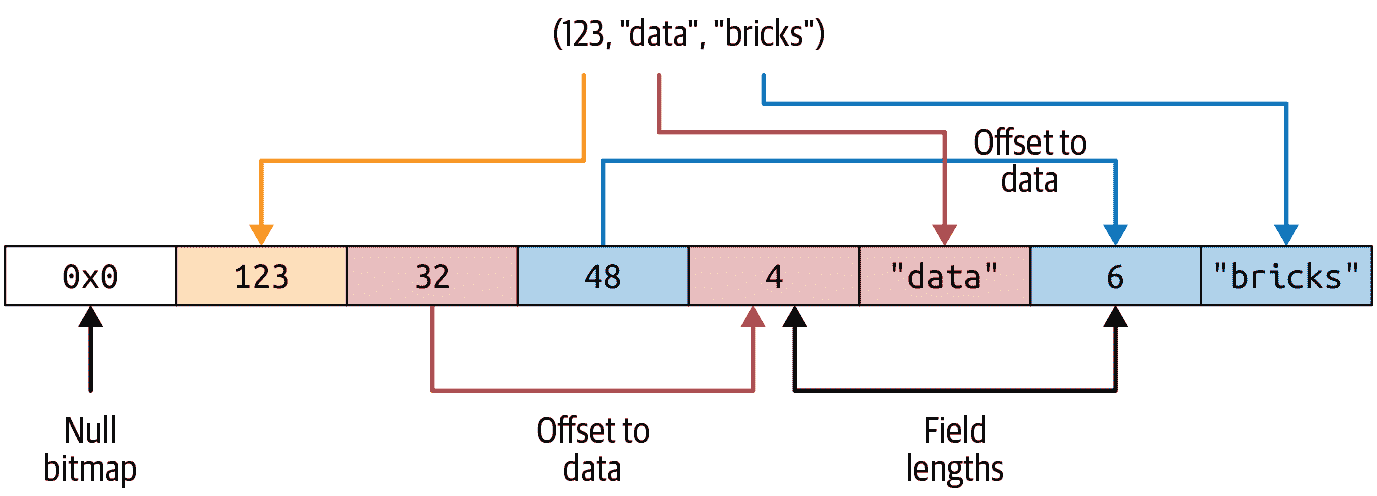 (123, "data", "bricks")
Offset to
data
0x0 123 32 48 4 "data" 6 "bricks"
Null
bitmap
Offset to
data
Field
lengths